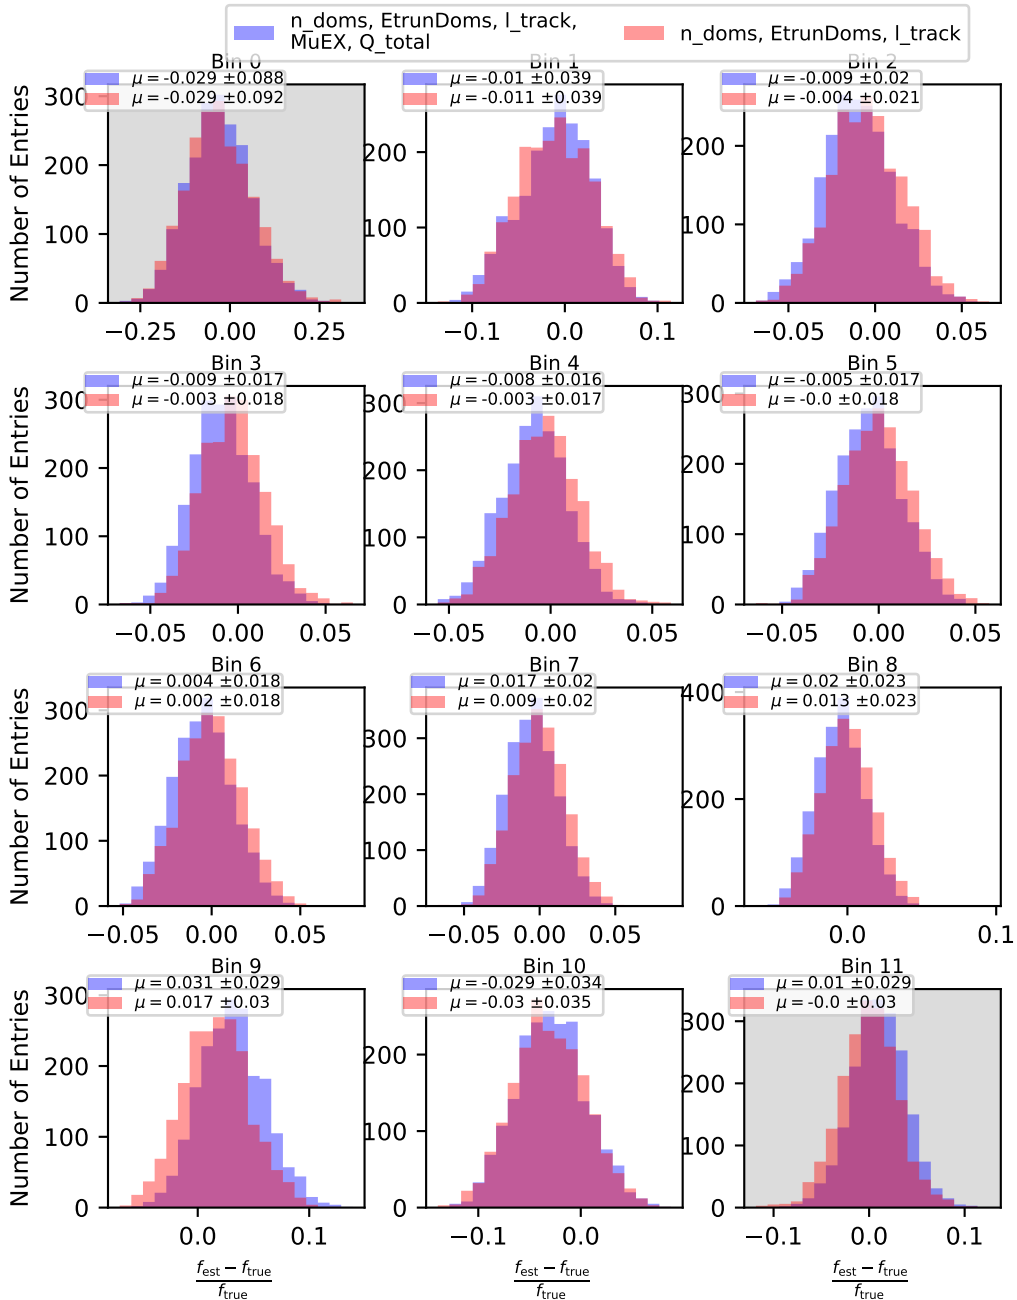 n_doms, EtrunDoms, l_track,
MuEX, Q_total
n_doms, EtrunDoms, l_track
Bin 0
μ = -0.029 ±0.088
μ = -0.029 ±0.092
Number of Entries
300
200
100
0
−0.25 0.00 0.25
Bin 1
μ = -0.01 ±0.039
μ = -0.011 ±0.039
200
100
0
−0.1 0.0 0.1
Bin 2
μ = -0.009 ±0.02
μ = -0.004 ±0.021
200
100
0
−0.05 0.00 0.05
Bin 3
μ = -0.009 ±0.017
μ = -0.003 ±0.018
Number of Entries
300
200
100
0
−0.05 0.00 0.05
Bin 4
μ = -0.008 ±0.016
μ = -0.003 ±0.017
300
200
100
0
−0.05 0.00 0.05
Bin 5
μ = -0.005 ±0.017
μ = -0.0 ±0.018
300
200
100
0
−0.05 0.00 0.05
Bin 6
μ = 0.004 ±0.018
μ = 0.002 ±0.018
Number of Entries
300
200
100
0
−0.05 0.00 0.05
Bin 7
μ = 0.017 ±0.02
μ = 0.009 ±0.02
300
200
100
0
−0.05 0.00 0.05
Bin 8
μ = 0.02 ±0.023
μ = 0.013 ±0.023
400
200
0
0.0 0.1
Bin 9
μ = 0.031 ±0.029
μ = 0.017 ±0.03
Number of Entries
300
200
100
0
0.0 0.1
f_est − f_true
f_true
Bin 10
μ = -0.029 ±0.034
μ = -0.03 ±0.035
200
100
0
−0.1 0.0
f_est − f_true
f_true
Bin 11
μ = 0.01 ±0.029
μ = -0.0 ±0.03
300
200
100
0
−0.1 0.0 0.1
f_est − f_true
f_true